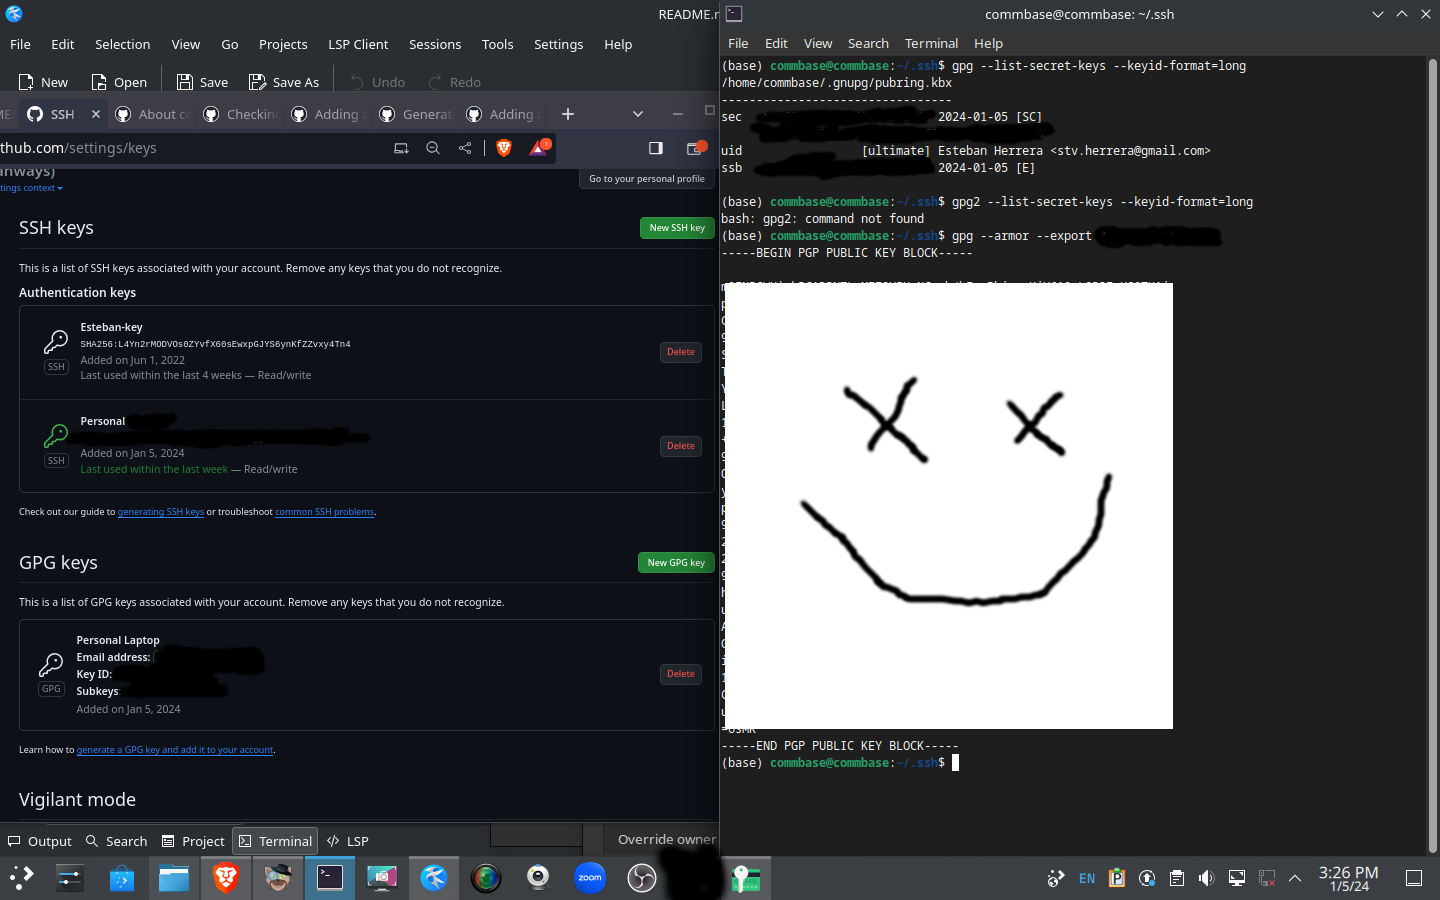 README.r
File Edit Selection View Go Projects LSP Client Sessions Tools Settings Help
New Open Save Save As Undo Redo
SSH About co Checkin Adding a Generat Adding a
thub.com/settings/keys
anways)
tings context
Go to your personal profile
SSH keys
New SSH key
This is a list of SSH keys associated with your account. Remove any keys that you do not recognize.
Authentication keys
Esteban-key
SHA256:L4Yn2rMODVOs0ZYvfX60sEwxpGJYS6ynKfZZvxy4Tn4
SSH
Added on Jun 1, 2022
Last used within the last 4 weeks — Read/write
Delete
Personal
SSH
Added on Jan 5, 2024
Last used within the last week — Read/write
Delete
Check out our guide to generating SSH keys or troubleshoot common SSH problems.
GPG keys
New GPG key
This is a list of GPG keys associated with your account. Remove any keys that you do not recognize.
Personal Laptop
Email address:
Key ID:
Subkeys:
GPG
Added on Jan 5, 2024
Delete
Learn how to generate a GPG key and add it to your account.
Vigilant mode
Output Search Project Terminal LSP
Override owner
commbase@commbase: ~/.ssh
File Edit View Search Terminal Help
(base) commbase@commbase:~/.ssh$ gpg --list-secret-keys --keyid-format=long
/home/commbase/.gnupg/pubring.kbx
---------------------------------
sec 2024-01-05 [SC]
uid [ultimate] Esteban Herrera <stv.herrera@gmail.com>
ssb 2024-01-05 [E]
(base) commbase@commbase:~/.ssh$ gpg2 --list-secret-keys --keyid-format=long
bash: gpg2: command not found
(base) commbase@commbase:~/.ssh$ gpg --armor --export
-----BEGIN PGP PUBLIC KEY BLOCK-----
-----END PGP PUBLIC KEY BLOCK-----
(base) commbase@commbase:~/.ssh$
zoom
EN
3:26 PM
1/5/24